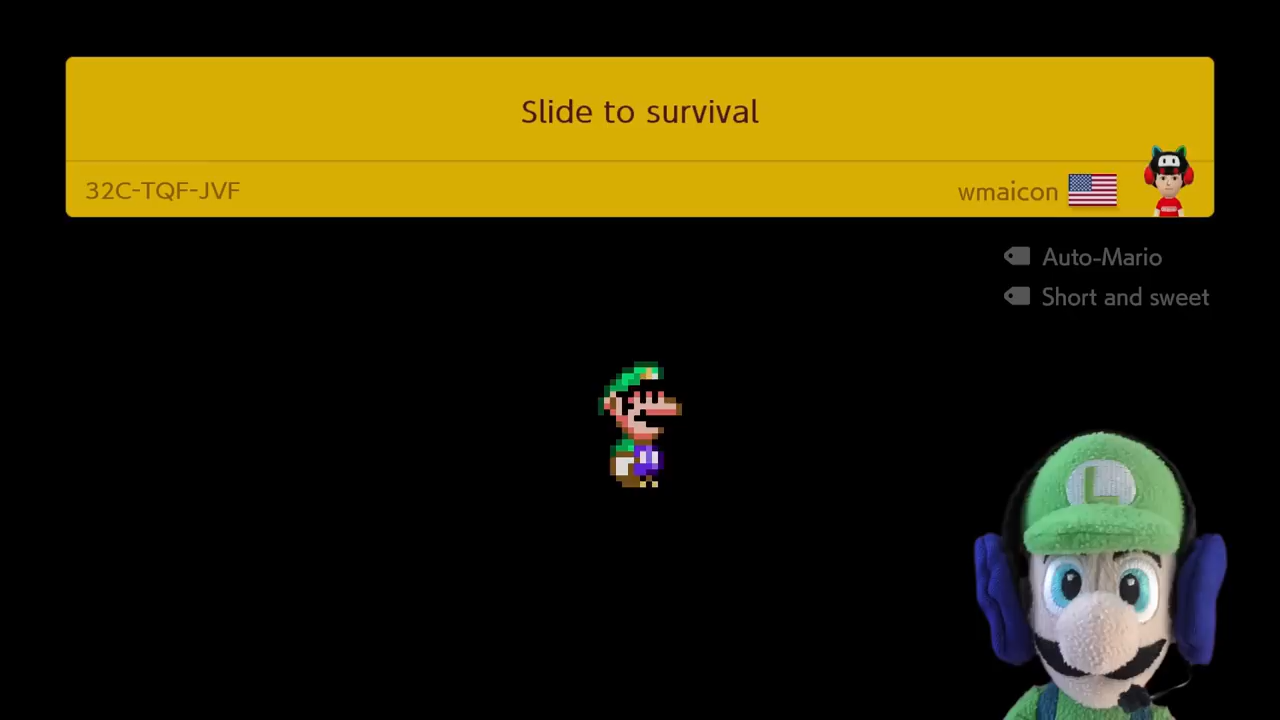 Slide to survival
32C-TQF-JVF
wmaicon
Auto-Mario
Short and sweet
L